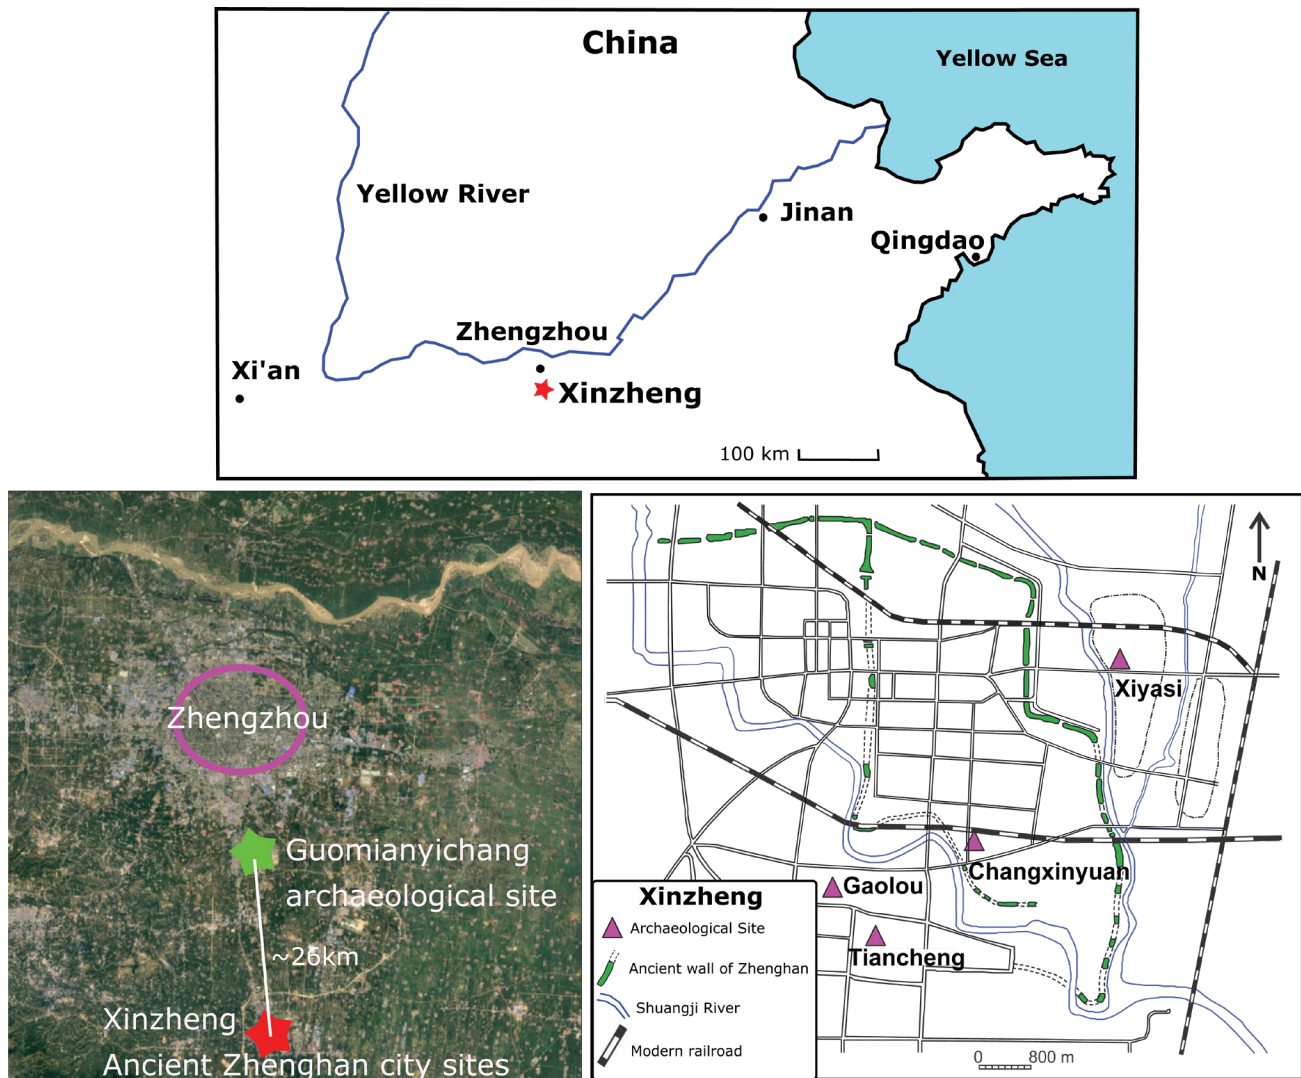 China
Yellow Sea
Yellow River
Jinan
Qingdao
Zhengzhou
Xi'an
Xinzheng
100 km
Zhengzhou
Guomianyichang
archaeological site
~26km
Xinzheng
Ancient Zhenghan city sites
N
Xiyasi
Changxinyuan
Gaolou
Tiancheng
Xinzheng
Archaeological Site
Ancient wall of Zhenghan
Shuangji River
Modern railroad
0 800 m